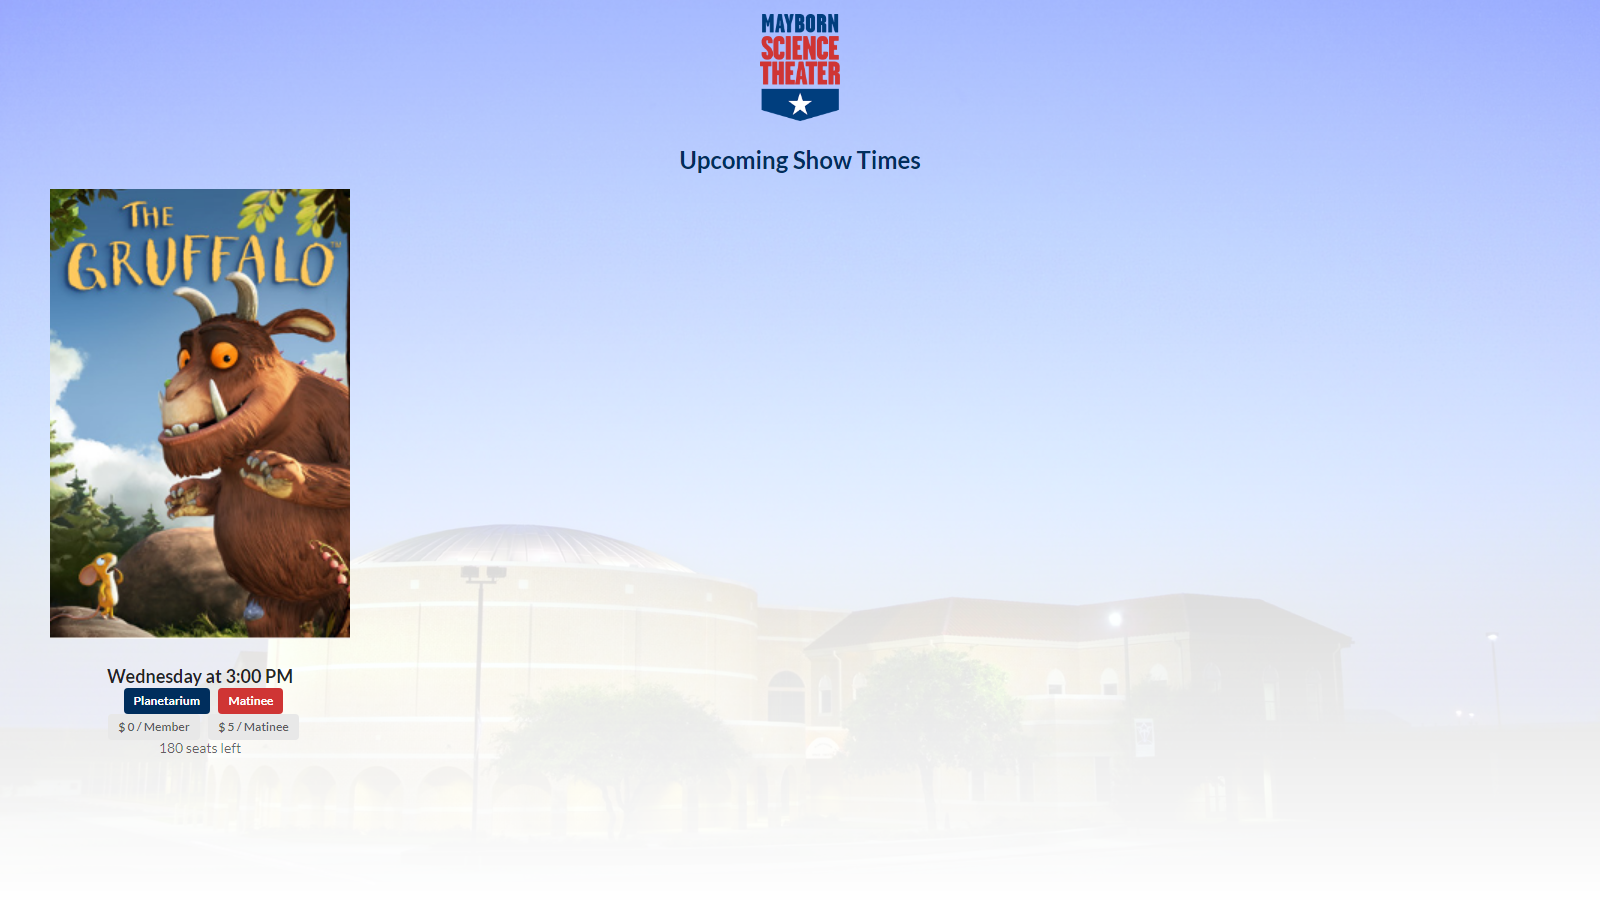 MAYBORN
SCIENCE
THEATER
Upcoming Show Times
THE
GRUFFALO™
Wednesday at 3:00 PM
Planetarium Matinee
$ 0 / Member $ 5 / Matinee
180 seats left